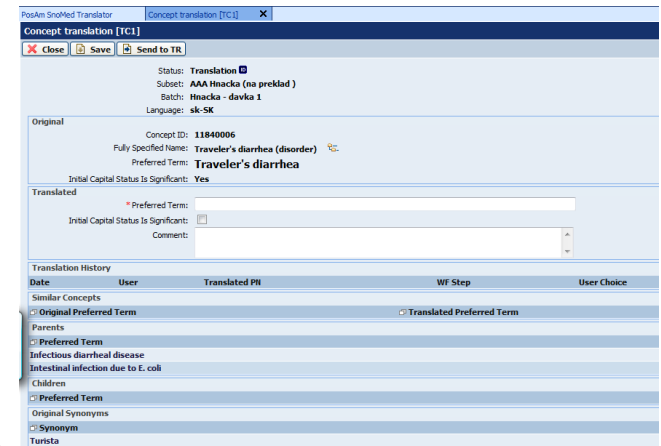 PosAm SnoMed Translator Concept translation [TC1] X
Concept translation [TC1]
Close Save Send to TR
Status: Translation ID
Subset: AAA Hnacka (na preklad )
Batch: Hnacka - davka 1
Language: sk-SK
Original
Concept ID: 11840006
Fully Specified Name: Traveler's diarrhea (disorder)
Preferred Term: Traveler's diarrhea
Initial Capital Status Is Significant: Yes
Translated
* Preferred Term:
Initial Capital Status Is Significant:
Comment:
Translation History
Date User Translated PN WF Step User Choice
Similar Concepts
Original Preferred Term Translated Preferred Term
Parents
Preferred Term
Infectious diarrheal disease
Intestinal infection due to E. coli
Children
Preferred Term
Original Synonyms
Synonym
Turista